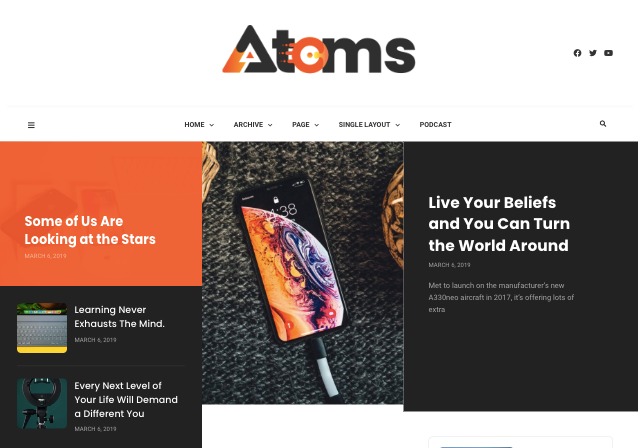 Atoms
HOME ARCHIVE PAGE SINGLE LAYOUT PODCAST
Some of Us Are
Looking at the Stars
MARCH 6, 2019
Learning Never
Exhausts The Mind.
MARCH 6, 2019
Every Next Level of
Your Life Will Demand
a Different You
MARCH 6, 2019
08:38
Live Your Beliefs
and You Can Turn
the World Around
MARCH 6, 2019
Met to launch on the manufacturer's new
A330neo aircraft in 2017, it's offering lots of
extra